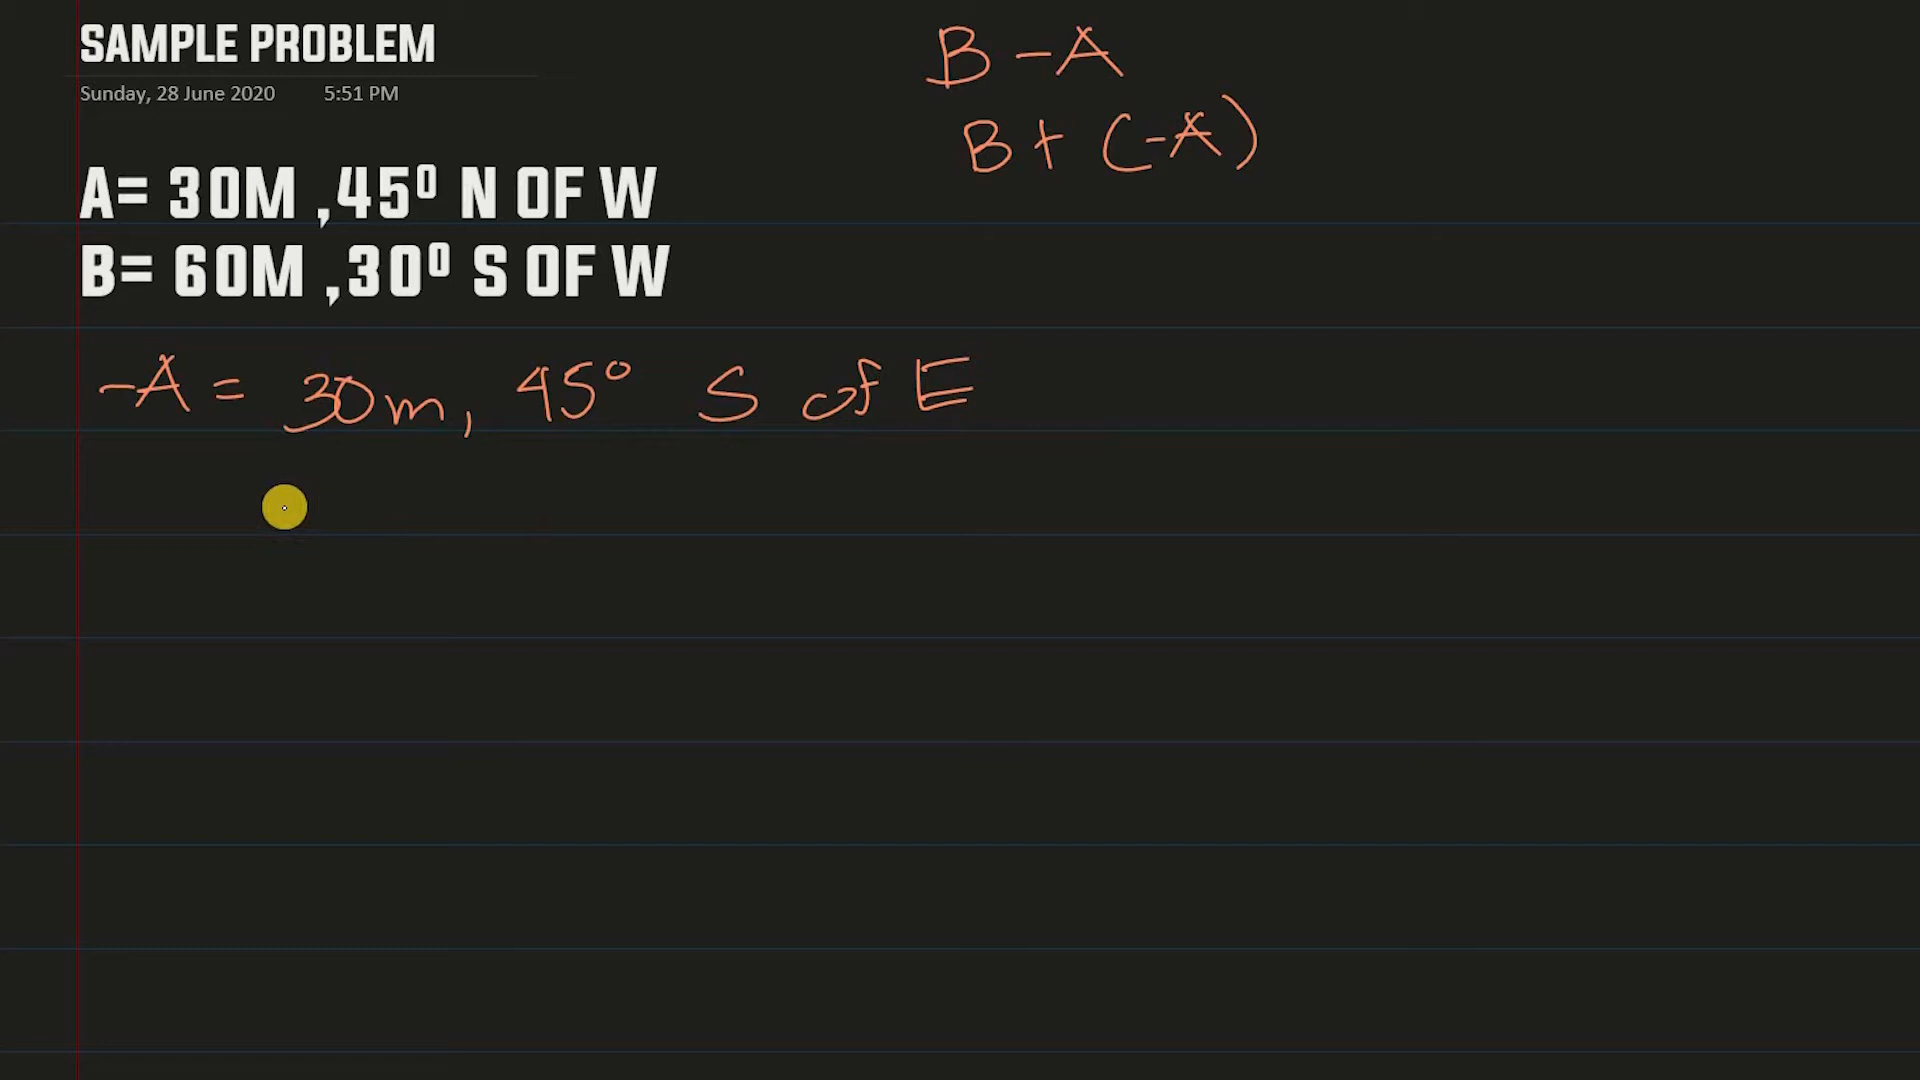 SAMPLE PROBLEM
Sunday, 28 June 2020 5:51 PM
B - A
B + (-A)
A= 30M ,45⁰ N OF W
B= 60M ,30⁰ S OF W
-A = 30m, 45° S of E